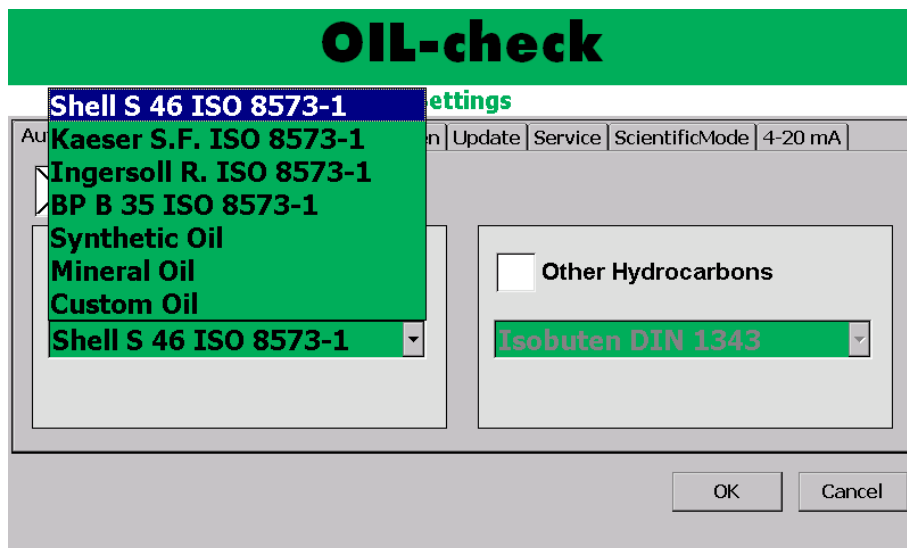 OIL-check
ettings
Shell S 46 ISO 8573-1
Kaeser S.F. ISO 8573-1
Ingersoll R. ISO 8573-1
BP B 35 ISO 8573-1
Synthetic Oil
Mineral Oil
Custom Oil
Shell S 46 ISO 8573-1
Au
en Update Service ScientificMode 4-20 mA
Other Hydrocarbons
Isobuten DIN 1343
OK Cancel